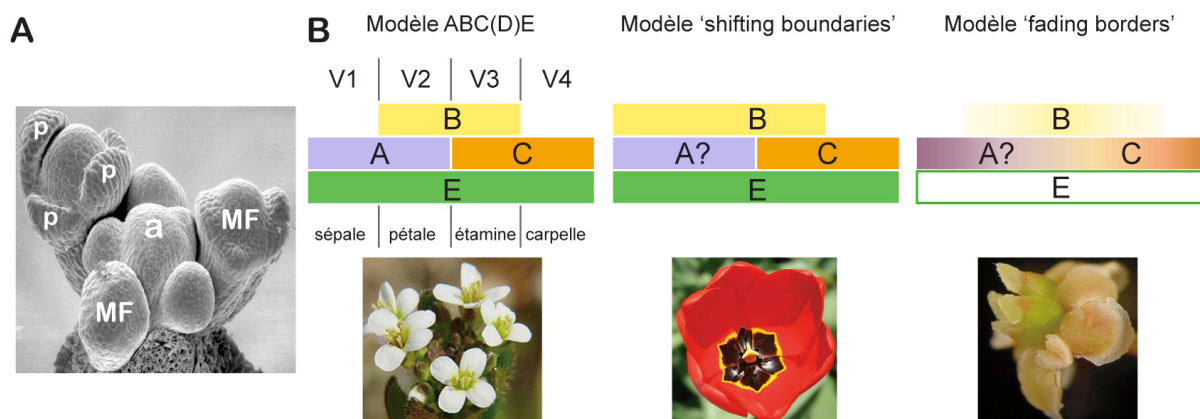 A
p
p
p
a
MF
MF
B
Modèle ABC(D)E
V1 V2 V3 V4
B
A C
E
sépale pétale étamine carpelle
Modèle ‘shifting boundaries’
B
A? C
E
Modèle ‘fading borders’
B
A? C
E